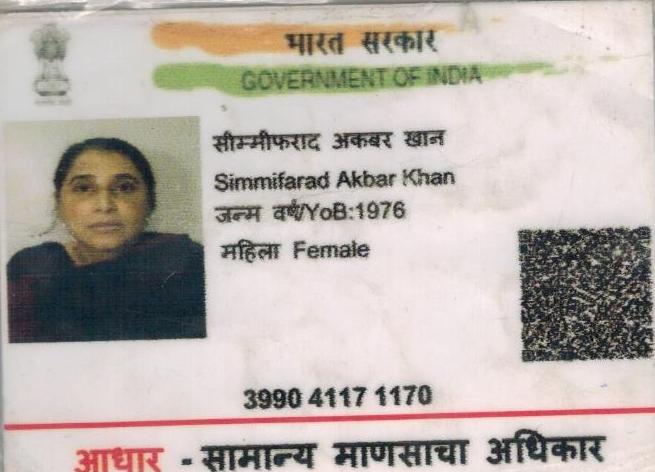 भारत सरकार
GOVERNMENT OF INDIA
सीम्मीफराद अकबर खान
Simmifarad Akbar Khan
जन्म वर्ष/YoB:1976
महिला Female
3990 4117 1170
आधार - सामान्य माणसाचा अधिकार